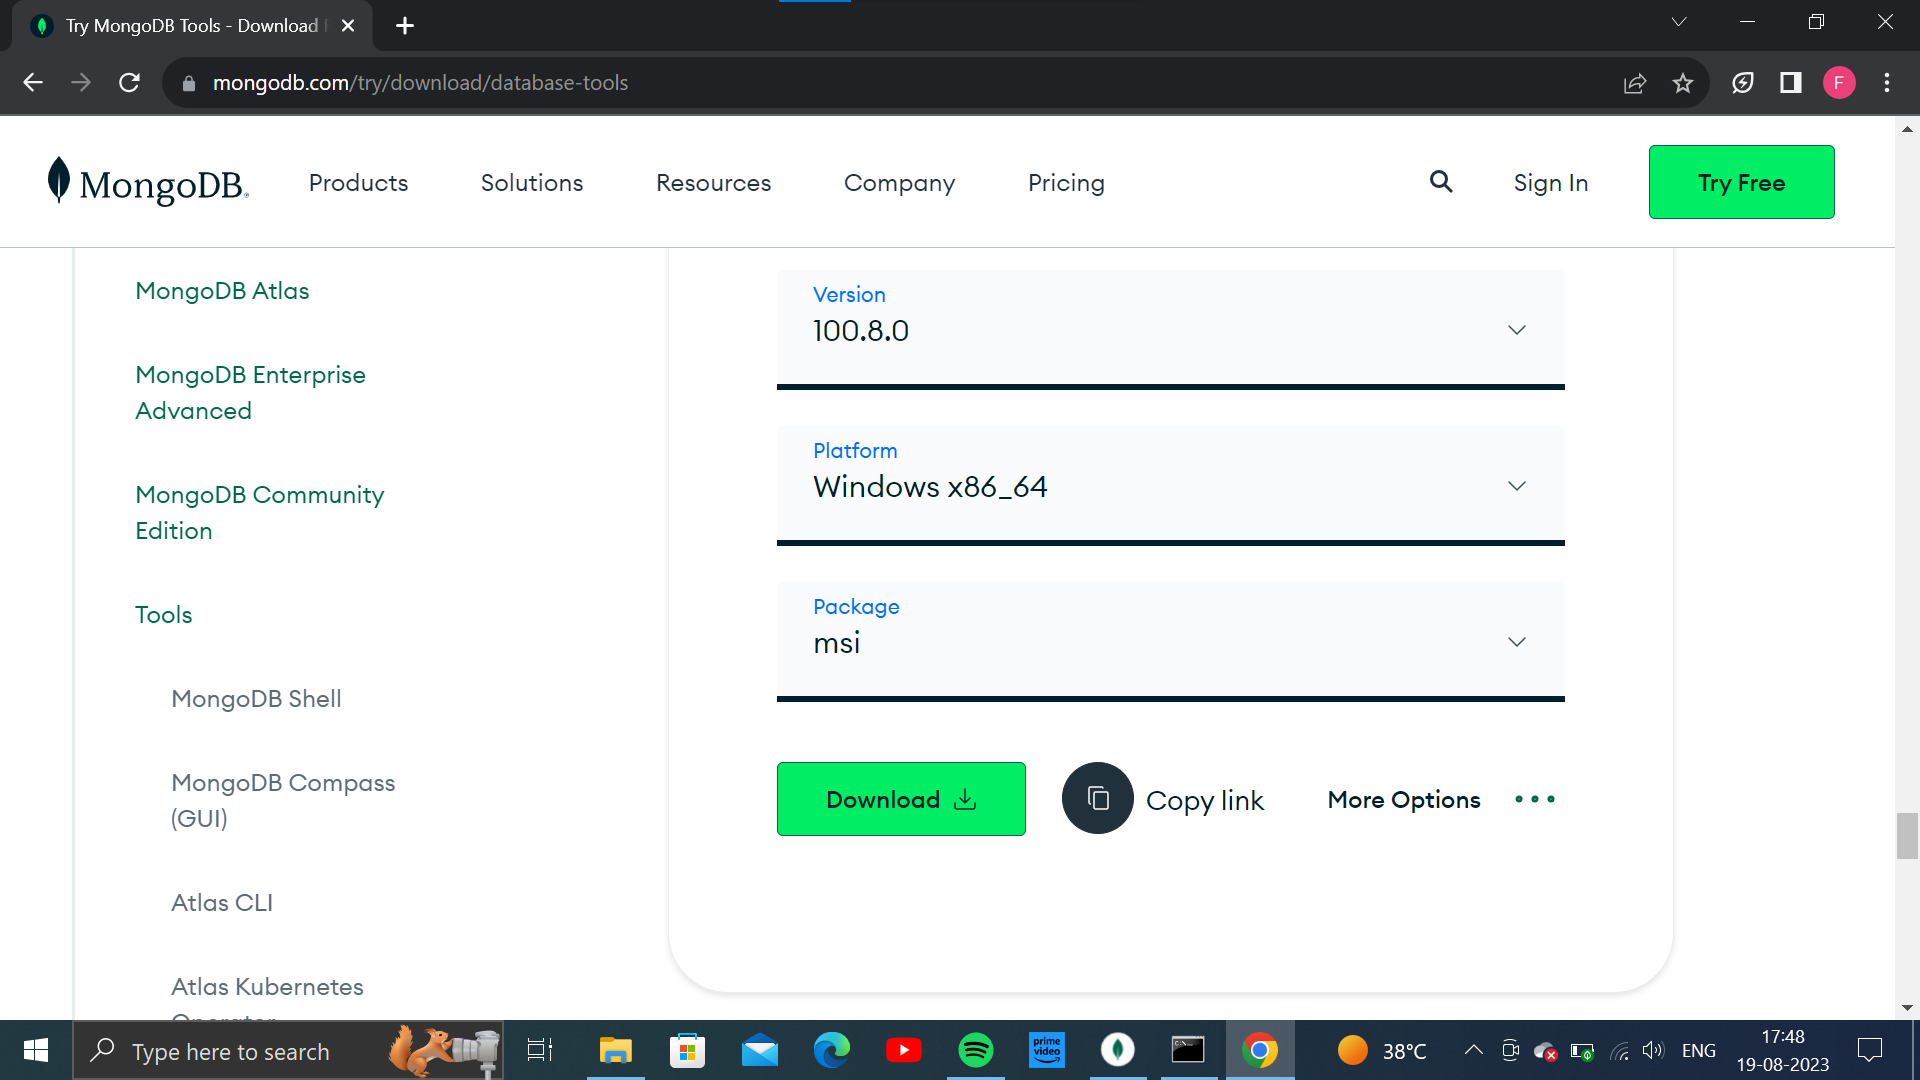 Try MongoDB Tools - Download
mongodb.com/try/download/database-tools
F
MongoDB.
Products
Solutions
Resources
Company
Pricing
Sign In
Try Free
MongoDB Atlas
MongoDB Enterprise
Advanced
MongoDB Community
Edition
Tools
MongoDB Shell
MongoDB Compass
(GUI)
Atlas CLI
Atlas Kubernetes
Operator
Version
100.8.0
Platform
Windows x86_64
Package
msi
Download
Copy link
More Options
Type here to search
prime
video
38°C
ENG
17:48
19-08-2023